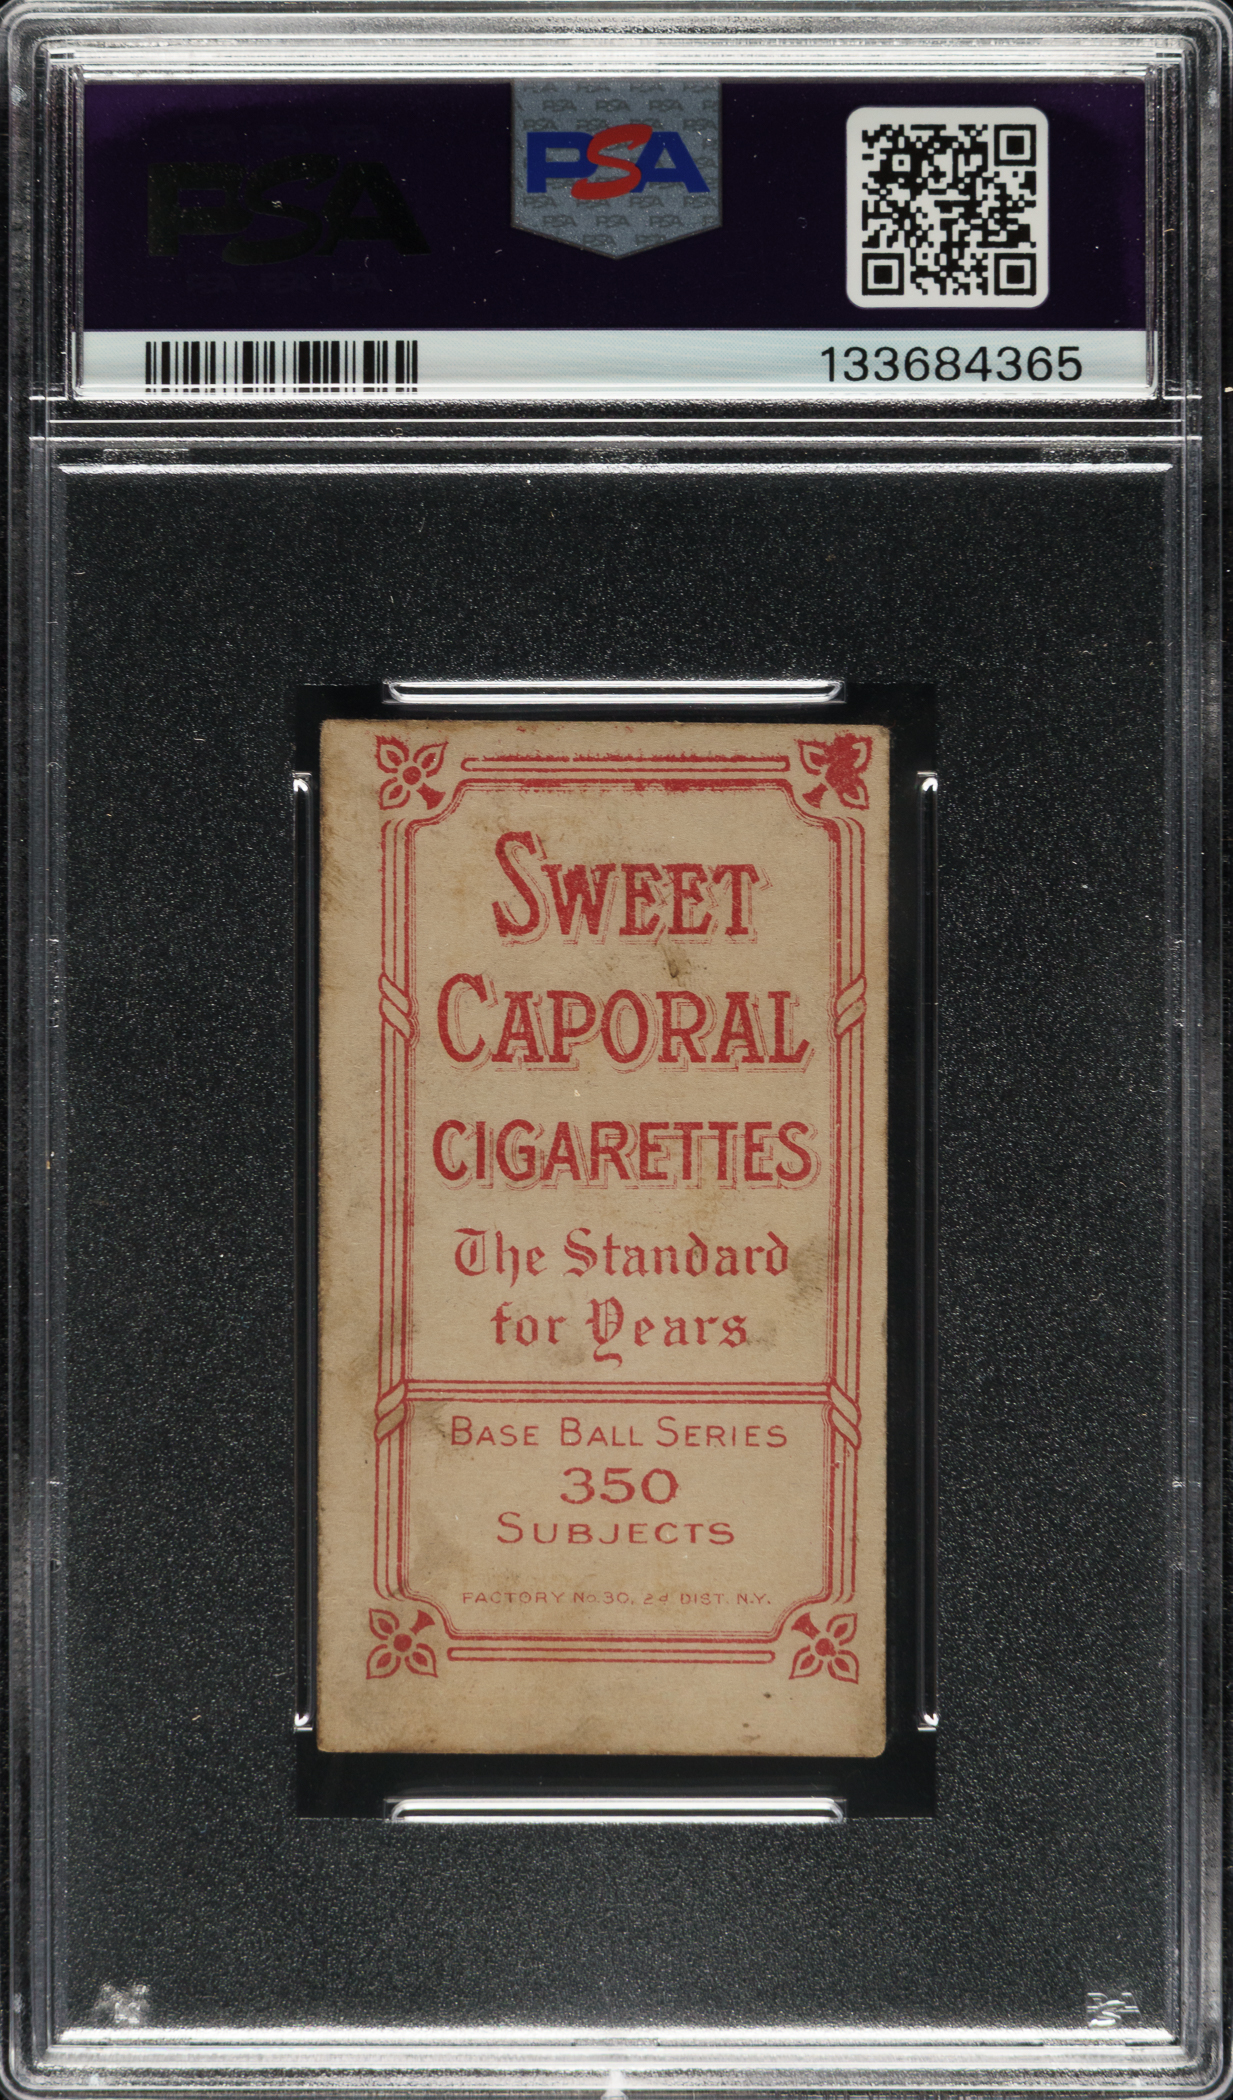 PSA
PSA
133684365
SWEET
CAPORAL
CIGARETTES
The Standard
for Years
BASE BALL SERIES
350
SUBJECTS
FACTORY No. 30, 2d DIST. N.Y.
PSA